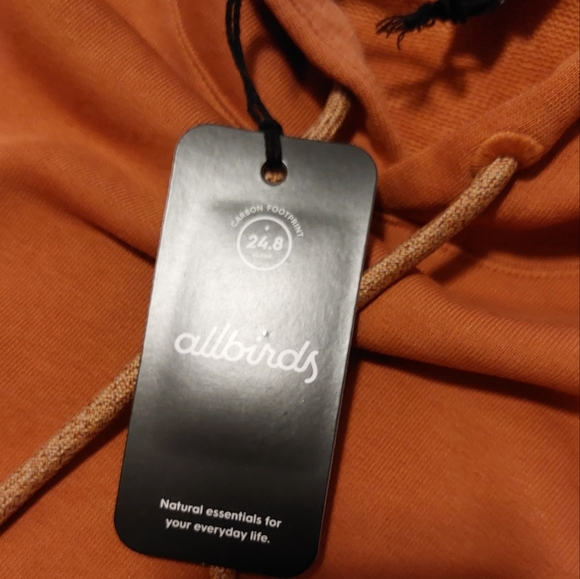 CARBON FOOTPRINT
24.8
allbirds
Natural essentials for
your everyday life.